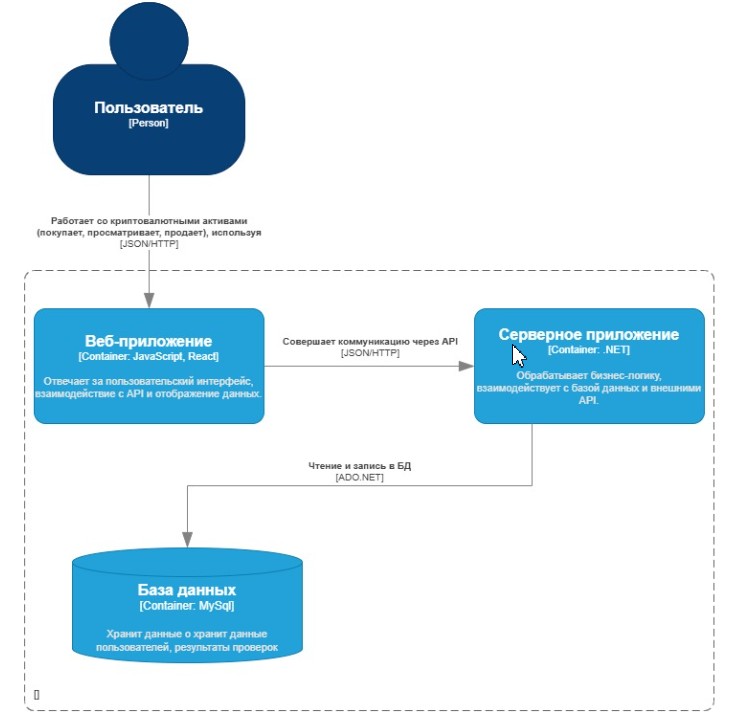 Пользователь
[Person]
Работает со криптовалютными активами
(покупает, просматривает, продает), используя
[JSON/HTTP]
Веб-приложение
[Container: JavaScript, React]
Отвечает за пользовательский интерфейс,
взаимодействие с API и отображение данных.
Совершает коммуникацию через API
[JSON/HTTP]
Серверное приложение
[Container: .NET]
Обрабатывает бизнес-логику,
взаимодействует с базой данных и внешними
API.
Чтение и запись в БД
[ADO.NET]
База данных
[Container: MySql]
Хранит данные о хранит данные
пользователей, результаты проверок
[]